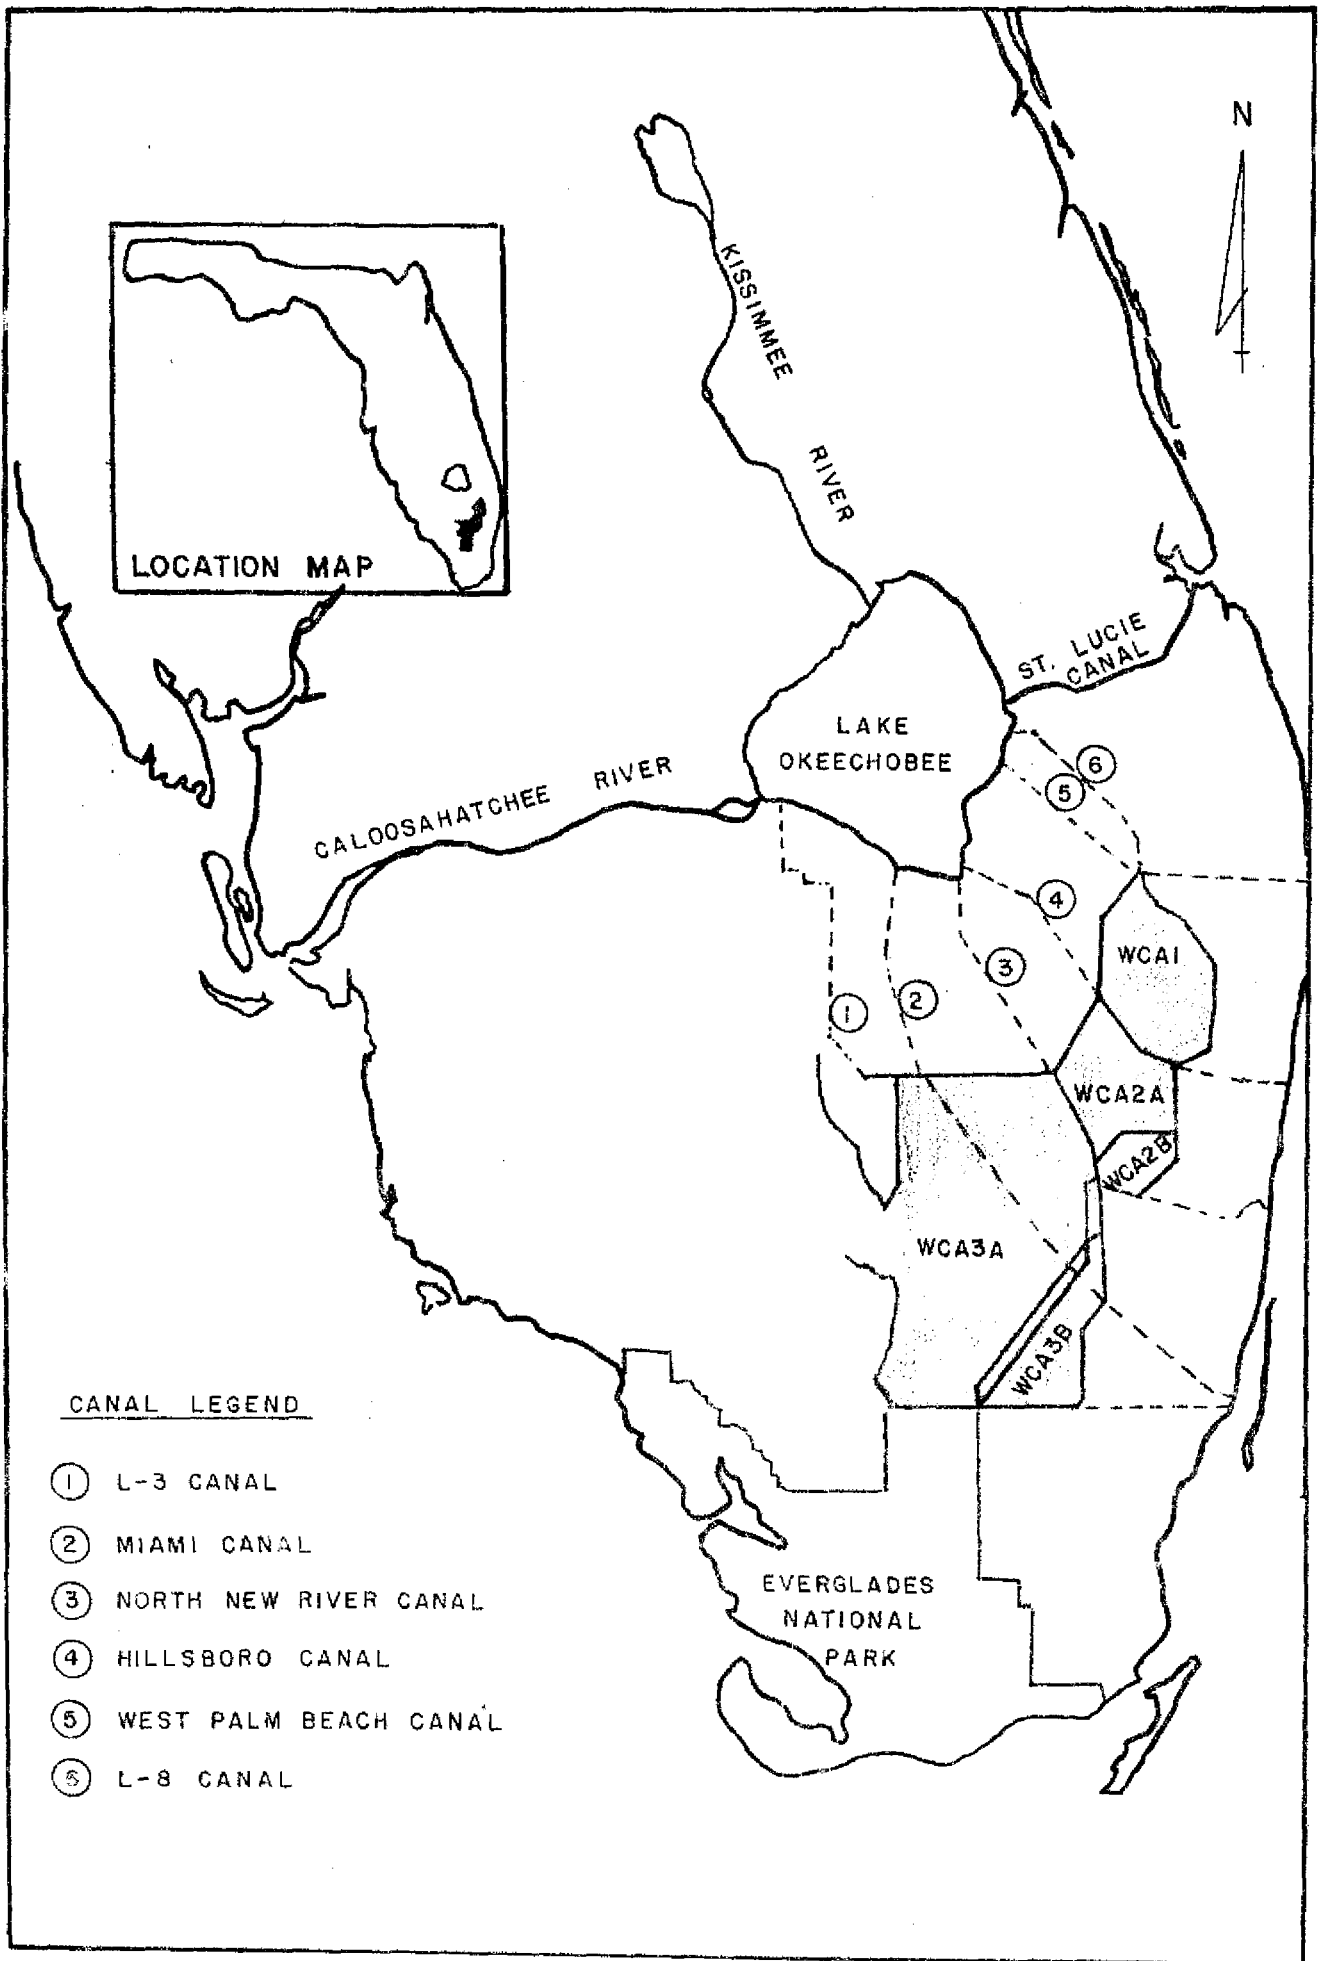 N
KISSIMMEE
RIVER
LOCATION MAP
ST. LUCIE
CANAL
LAKE
OKEECHOBEE
CALOOSAHATCHEE RIVER
6
5
4
3
2
1
WCA1
WCA2A
WCA2B
WCA3A
WCA3B
CANAL LEGEND
1 L-3 CANAL
2 MIAMI CANAL
3 NORTH NEW RIVER CANAL
4 HILLSBORO CANAL
5 WEST PALM BEACH CANAL
6 L-8 CANAL
EVERGLADES
NATIONAL
PARK